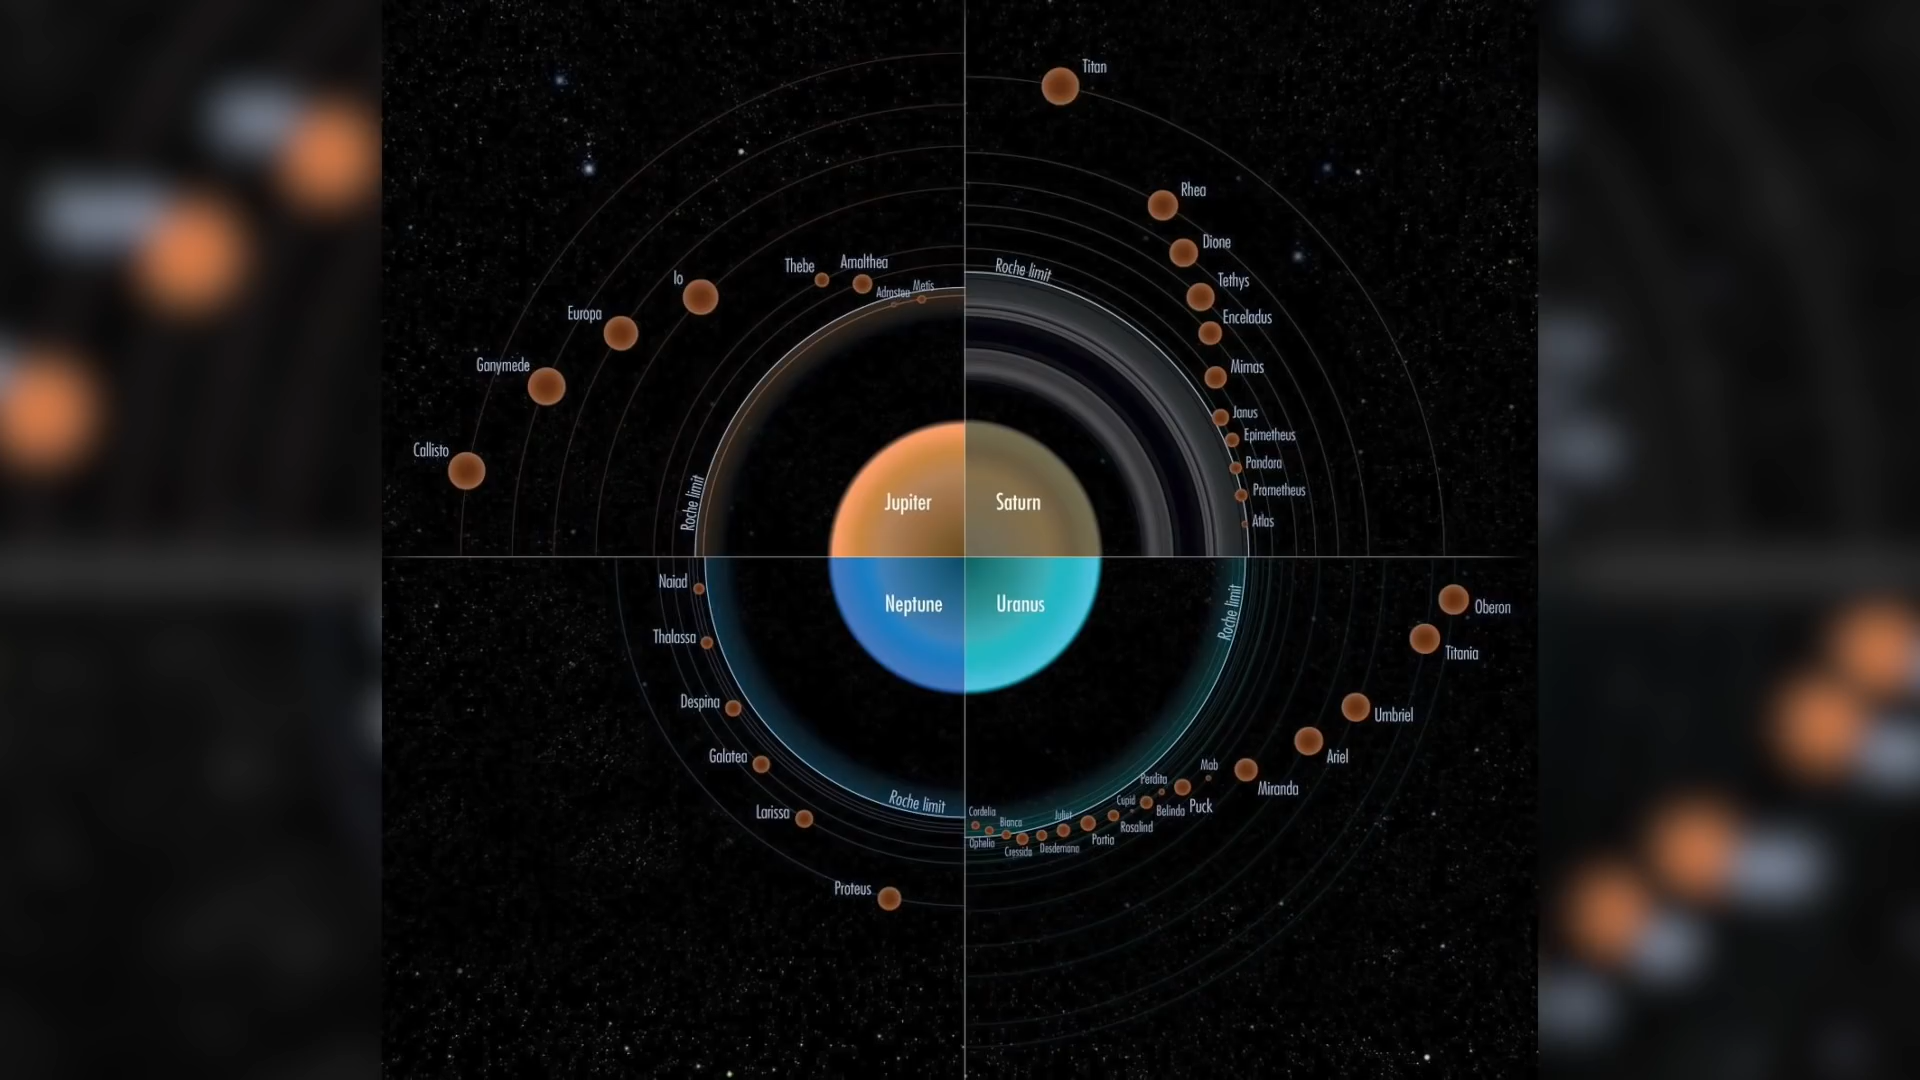 Titan
Rhea
Dione
Tethys
Enceladus
Mimas
Janus
Epimetheus
Pandora
Prometheus
Atlas
Roche limit
Saturn
Thebe
Amalthea
Adrastea
Metis
Io
Europa
Ganymede
Callisto
Roche limit
Jupiter
Neptune
Naiad
Thalassa
Despina
Galatea
Larissa
Proteus
Roche limit
Uranus
Roche limit
Oberon
Titania
Umbriel
Ariel
Miranda
Mab
Puck
Perdita
Belinda
Cupid
Rosalind
Portia
Juliet
Desdemona
Cressida
Bianca
Ophelia
Cordelia